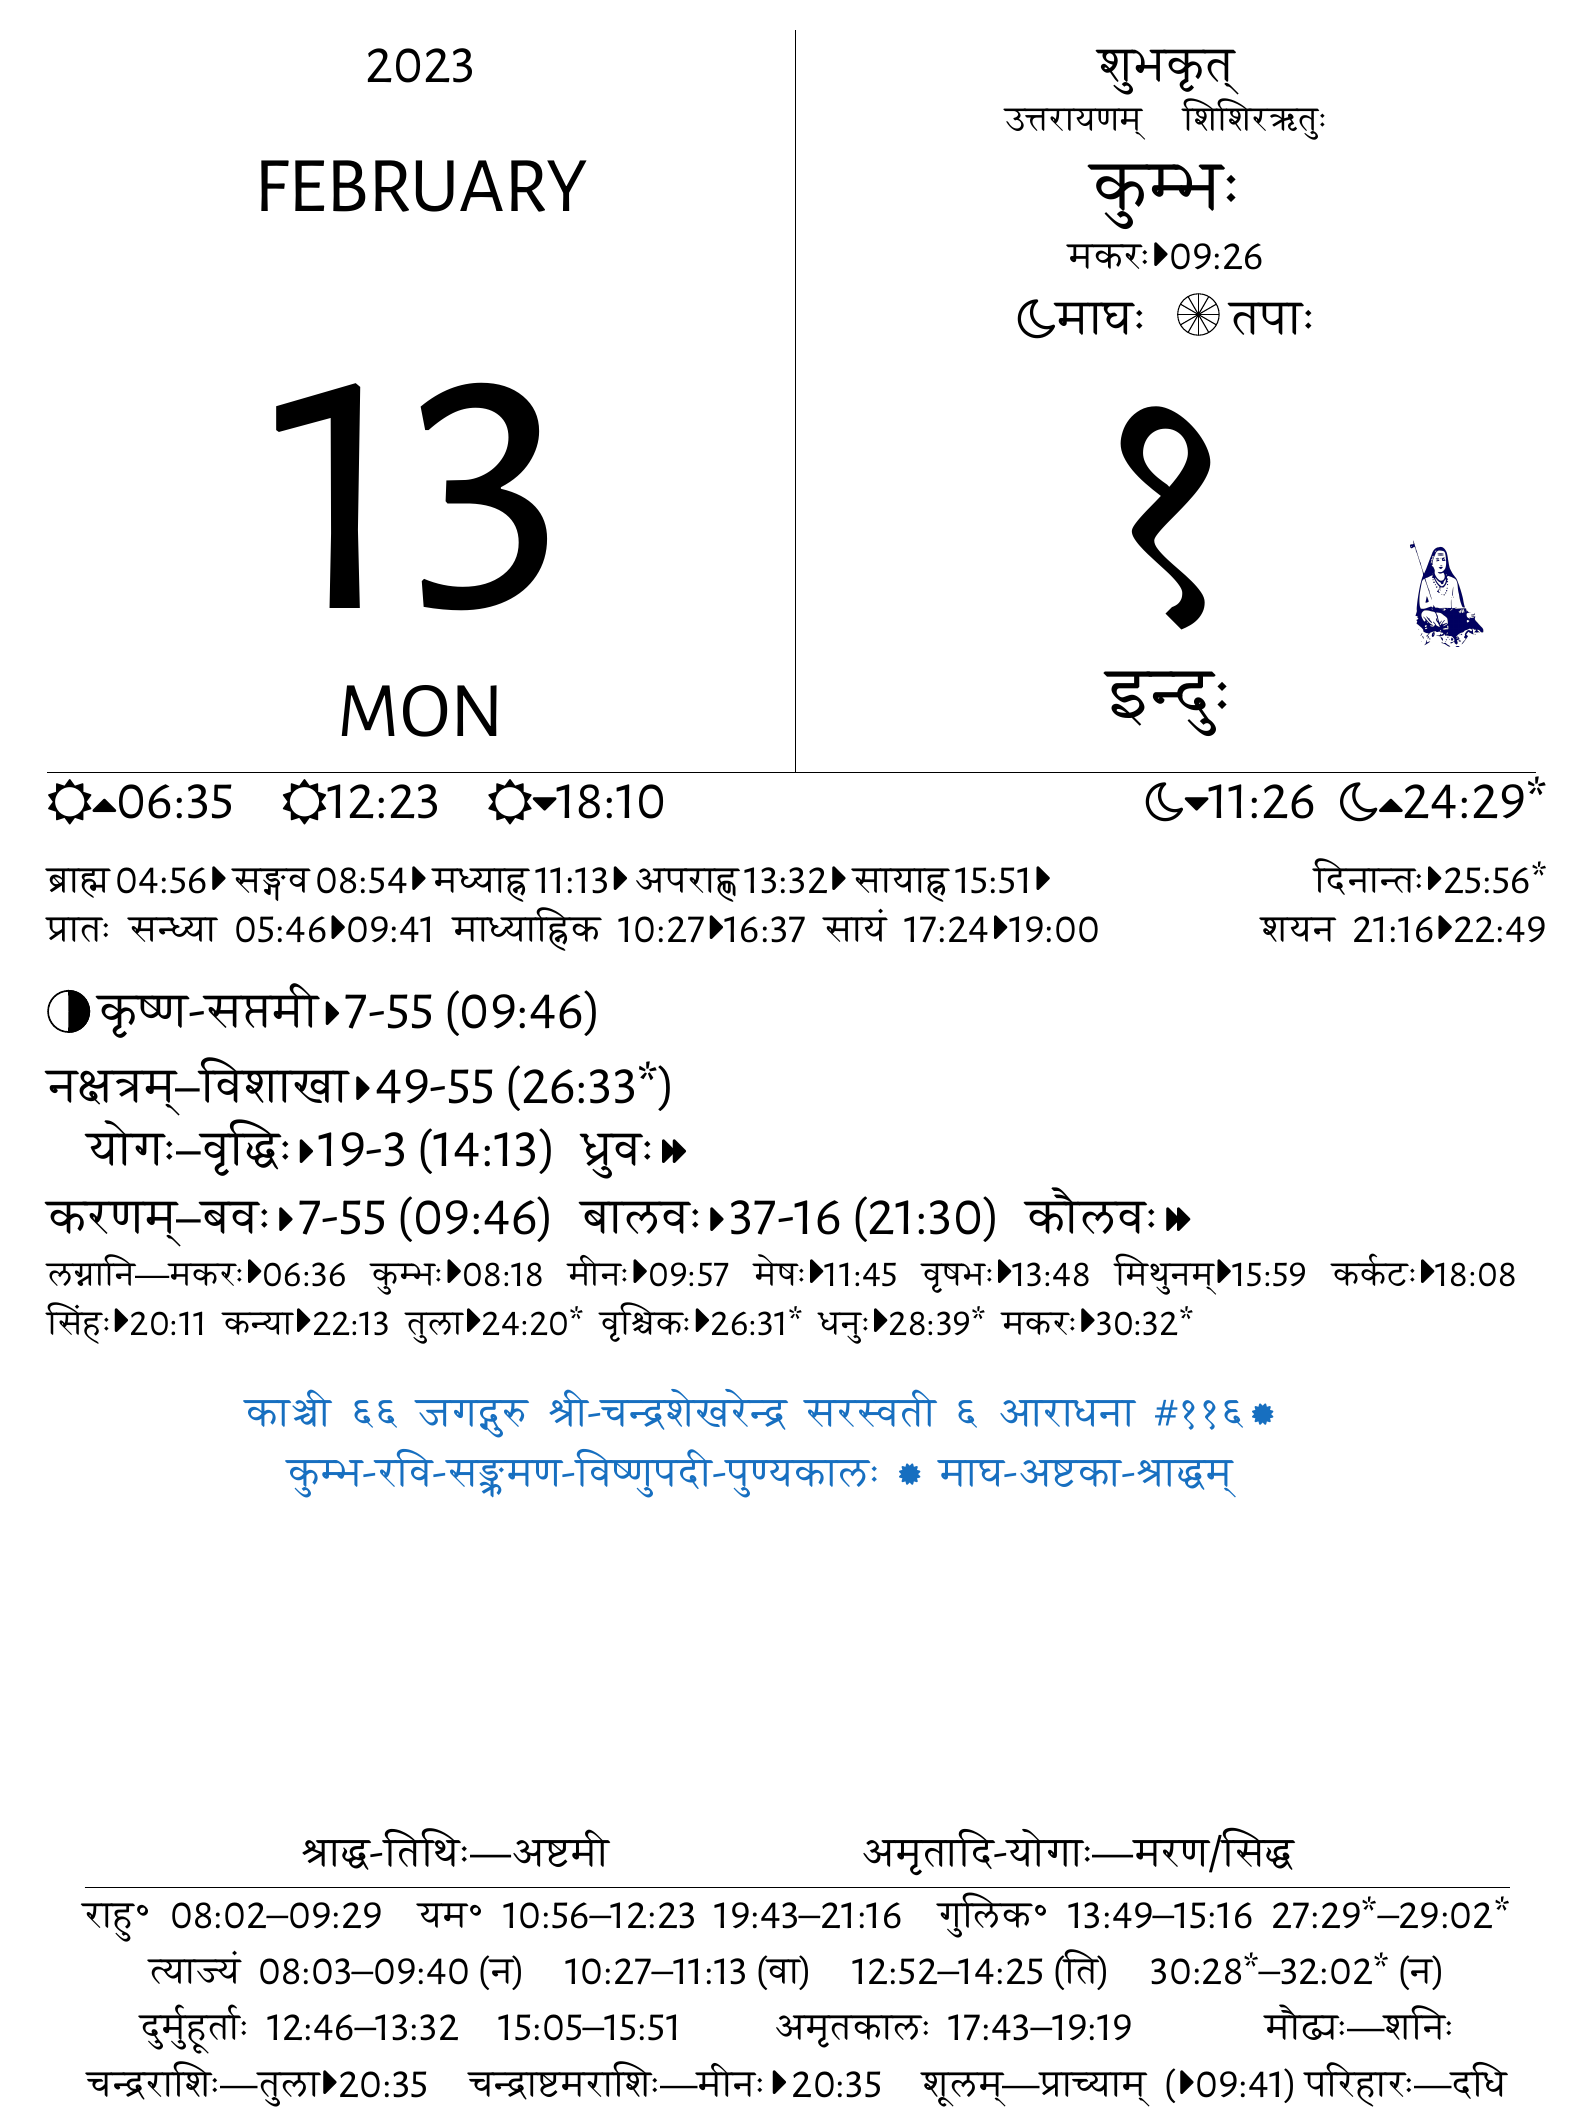 2023
FEBRUARY
13
MON
शुभकृत्
उत्तरायणम् शिशिरऋतुः
कुम्भः
मकरः⏵09:26
☾माघः तपाः
१
इन्दुः
06:35 12:23 18:10 11:26 24:29*
ब्राह्म 04:56⏵ सङ्गव 08:54⏵ मध्याह्न 11:13⏵ अपराह्ण 13:32⏵ सायाह्न 15:51⏵ दिनान्तः⏵25:56*
प्रातः सन्ध्या 05:46⏵09:41 माध्याह्निक 10:27⏵16:37 सायं 17:24⏵19:00 शयन 21:16⏵22:49
कृष्ण-सप्तमी⏵7-55 (09:46)
नक्षत्रम्–विशाखा⏵49-55 (26:33*)
योगः–वृद्धिः⏵19-3 (14:13) ध्रुवः⏵⏵
करणम्–बवः⏵7-55 (09:46) बालवः⏵37-16 (21:30) कौलवः⏵⏵
लग्नानि—मकरः⏵06:36 कुम्भः⏵08:18 मीनः⏵09:57 मेषः⏵11:45 वृषभः⏵13:48 मिथुनम्⏵15:59 कर्कटः⏵18:08
सिंहः⏵20:11 कन्या⏵22:13 तुला⏵24:20* वृश्चिकः⏵26:31* धनुः⏵28:39* मकरः⏵30:32*
काञ्ची ६६ जगद्गुरु श्री-चन्द्रशेखरेन्द्र सरस्वती ६ आराधना #११६
कुम्भ-रवि-सङ्क्रमण-विष्णुपदी-पुण्यकालः माघ-अष्टका-श्राद्धम्
श्राद्ध-तिथिः—अष्टमी अमृतादि-योगाः—मरण/सिद्ध
राहु॰ 08:02–09:29 यम॰ 10:56–12:23 19:43–21:16 गुलिक॰ 13:49–15:16 27:29*–29:02*
त्याज्यं 08:03–09:40 (न) 10:27–11:13 (वा) 12:52–14:25 (ति) 30:28*–32:02* (न)
दुर्मुहूर्ताः 12:46–13:32 15:05–15:51 अमृतकालः 17:43–19:19 मौढ्यः—शनिः
चन्द्रराशिः—तुला⏵20:35 चन्द्राष्टमराशिः—मीनः⏵20:35 शूलम्—प्राच्याम् (⏵09:41) परिहारः—दधि